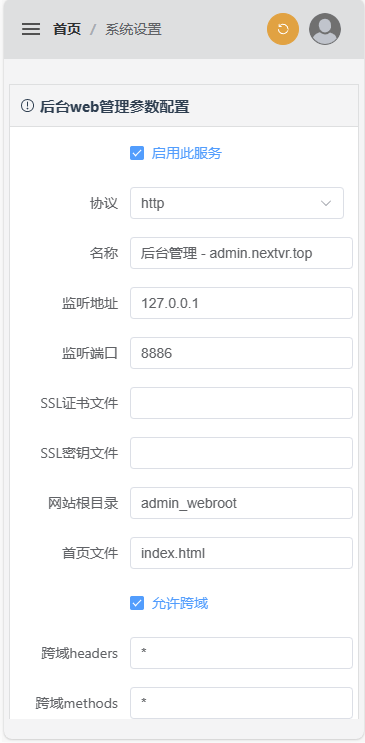 首页 / 系统设置
后台web管理参数配置
启用此服务
协议 http
名称 后台管理 - admin.nextvr.top
监听地址 127.0.0.1
监听端口 8886
SSL证书文件
SSL密钥文件
网站根目录 admin_webroot
首页文件 index.html
允许跨域
跨域headers *
跨域methods *